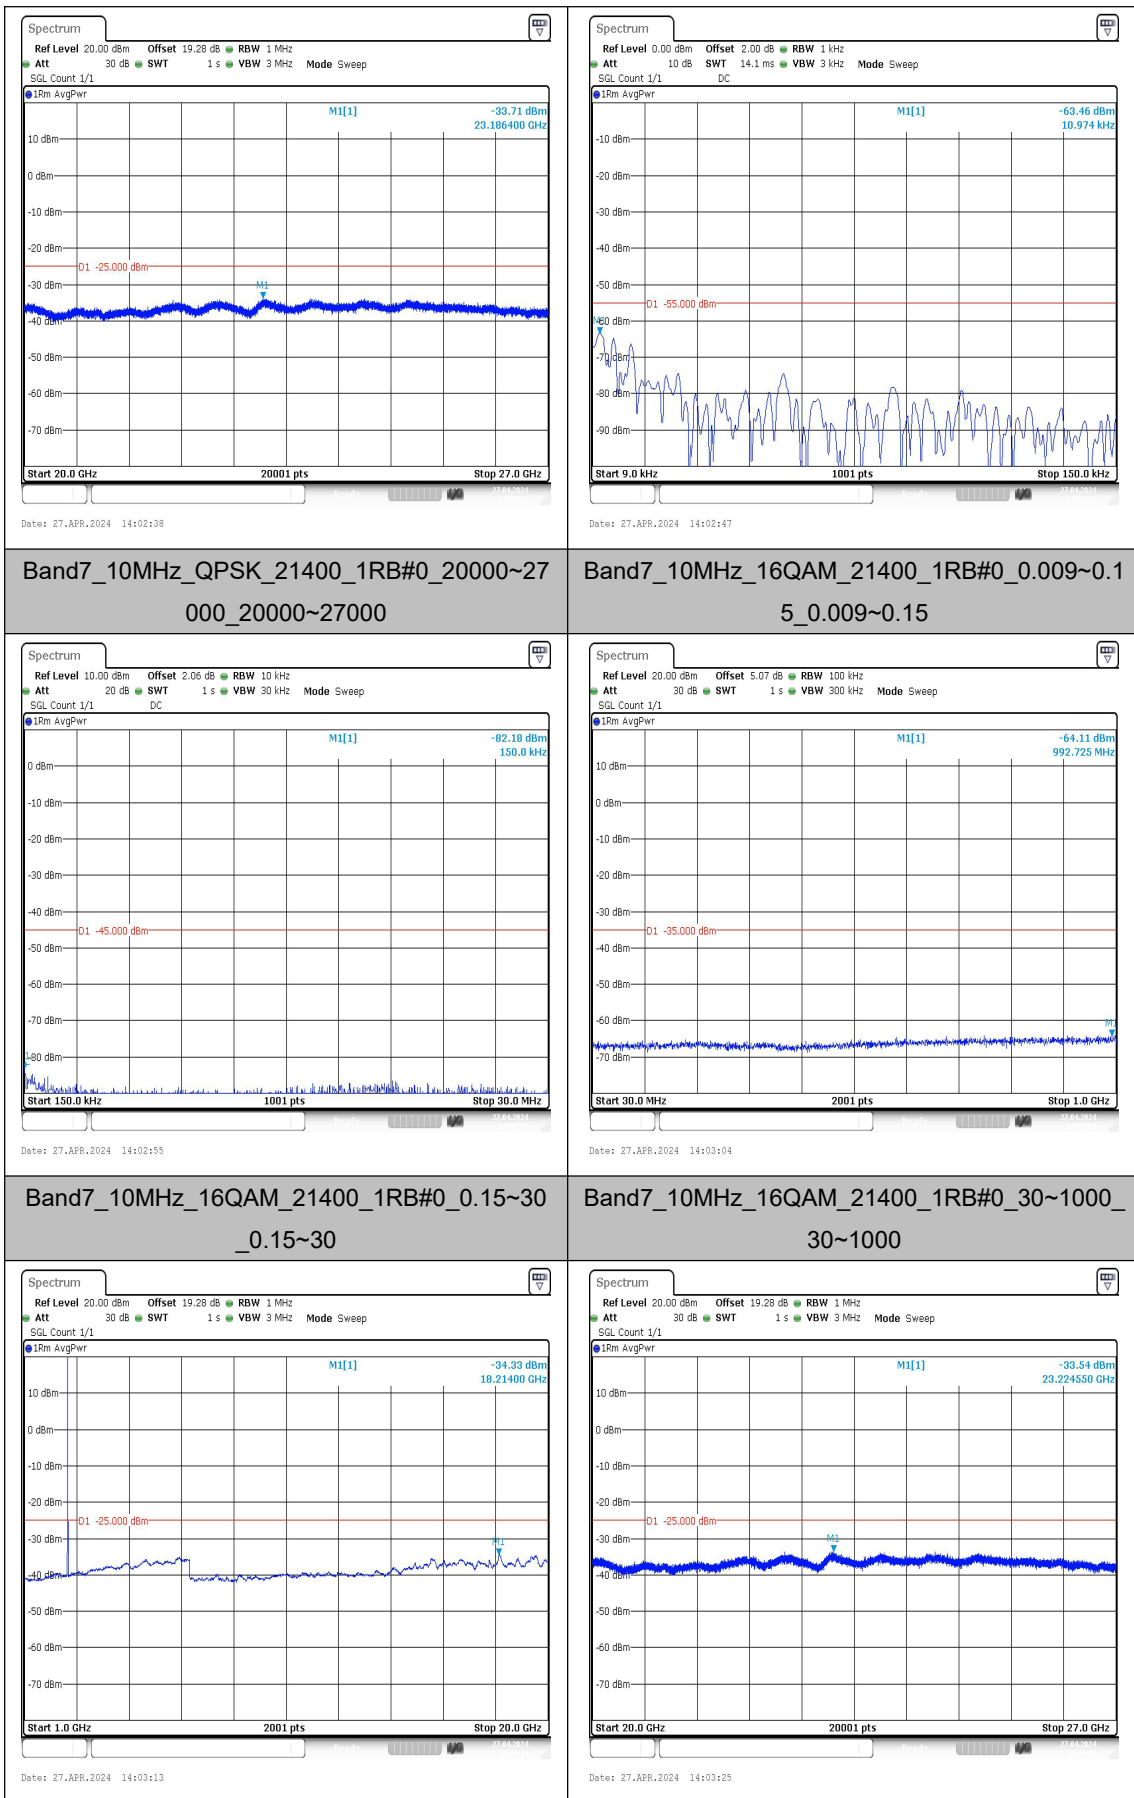 Spectrum
Ref Level 20.00 dBm Offset 19.28 dB RBW 1 MHz
Att 30 dB SWT 1 s VBW 3 MHz Mode Sweep
SGL Count 1/1
1Rm AvgPwr
M1[1] -33.71 dBm
23.186400 GHz
10 dBm
0 dBm
-10 dBm
-20 dBm
D1 -25.000 dBm
M1
-30 dBm
-40 dBm
-50 dBm
-60 dBm
-70 dBm
Start 20.0 GHz 20001 pts Stop 27.0 GHz
27.04.2024
Date: 27.APR.2024 14:02:38
Spectrum
Ref Level 0.00 dBm Offset 2.00 dB RBW 1 kHz
Att 10 dB SWT 14.1 ms VBW 3 kHz Mode Sweep
SGL Count 1/1 DC
1Rm AvgPwr
M1[1] -63.46 dBm
10.974 kHz
-10 dBm
-20 dBm
-30 dBm
-40 dBm
-50 dBm
D1 -55.000 dBm
-60 dBm
-70 dBm
-80 dBm
-90 dBm
Start 9.0 kHz 1001 pts Stop 150.0 kHz
27.04.2024
Date: 27.APR.2024 14:02:47
Band7_10MHz_QPSK_21400_1RB#0_20000~27
000_20000~27000
Band7_10MHz_16QAM_21400_1RB#0_0.009~0.1
5_0.009~0.15
Spectrum
Ref Level 10.00 dBm Offset 2.06 dB RBW 10 kHz
Att 20 dB SWT 1 s VBW 30 kHz Mode Sweep
SGL Count 1/1 DC
1Rm AvgPwr
M1[1] -82.18 dBm
150.0 kHz
0 dBm
-10 dBm
-20 dBm
-30 dBm
-40 dBm
D1 -45.000 dBm
-50 dBm
-60 dBm
-70 dBm
-80 dBm
Start 150.0 kHz 1001 pts Stop 30.0 MHz
27.04.2024
Date: 27.APR.2024 14:02:55
Spectrum
Ref Level 20.00 dBm Offset 5.07 dB RBW 100 kHz
Att 30 dB SWT 1 s VBW 300 kHz Mode Sweep
SGL Count 1/1
1Rm AvgPwr
M1[1] -64.11 dBm
992.725 MHz
10 dBm
0 dBm
-10 dBm
-20 dBm
-30 dBm
D1 -35.000 dBm
-40 dBm
-50 dBm
-60 dBm
-70 dBm
Start 30.0 MHz 2001 pts Stop 1.0 GHz
27.04.2024
Date: 27.APR.2024 14:03:04
Band7_10MHz_16QAM_21400_1RB#0_0.15~30
_0.15~30
Band7_10MHz_16QAM_21400_1RB#0_30~1000_
30~1000
Spectrum
Ref Level 20.00 dBm Offset 19.28 dB RBW 1 MHz
Att 30 dB SWT 1 s VBW 3 MHz Mode Sweep
SGL Count 1/1
1Rm AvgPwr
M1[1] -34.33 dBm
18.21400 GHz
10 dBm
0 dBm
-10 dBm
-20 dBm
D1 -25.000 dBm
-30 dBm
M1
-40 dBm
-50 dBm
-60 dBm
-70 dBm
Start 1.0 GHz 2001 pts Stop 20.0 GHz
27.04.2024
Date: 27.APR.2024 14:03:13
Spectrum
Ref Level 20.00 dBm Offset 19.28 dB RBW 1 MHz
Att 30 dB SWT 1 s VBW 3 MHz Mode Sweep
SGL Count 1/1
1Rm AvgPwr
M1[1] -33.54 dBm
23.224550 GHz
10 dBm
0 dBm
-10 dBm
-20 dBm
D1 -25.000 dBm
-30 dBm
M1
-40 dBm
-50 dBm
-60 dBm
-70 dBm
Start 20.0 GHz 20001 pts Stop 27.0 GHz
27.04.2024
Date: 27.APR.2024 14:03:25